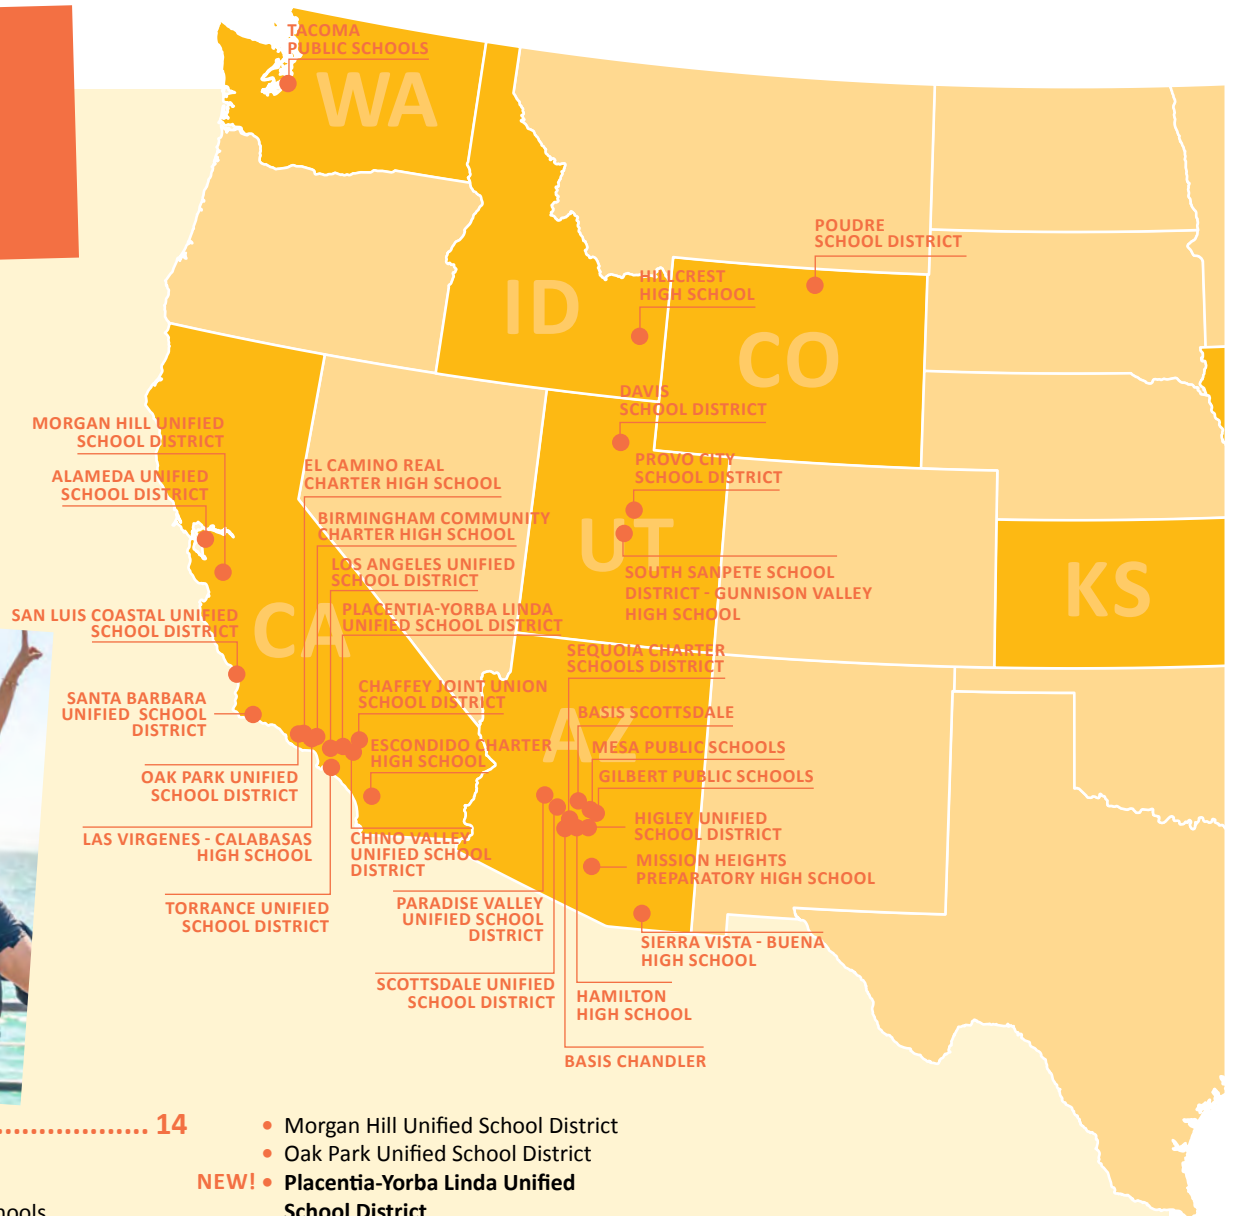 TACOMA
PUBLIC SCHOOLS
WA
POUDRE
SCHOOL DISTRICT
HILLCREST
HIGH SCHOOL
ID
CO
DAVIS
SCHOOL DISTRICT
MORGAN HILL UNIFIED
SCHOOL DISTRICT
PROVO CITY
SCHOOL DISTRICT
EL CAMINO REAL
CHARTER HIGH SCHOOL
ALAMEDA UNIFIED
SCHOOL DISTRICT
BIRMINGHAM COMMUNITY
CHARTER HIGH SCHOOL
UT
LOS ANGELES UNIFIED
SCHOOL DISTRICT
SOUTH SANPETE SCHOOL
DISTRICT - GUNNISON VALLEY
HIGH SCHOOL
KS
PLACENTIA-YORBA LINDA
UNIFIED SCHOOL DISTRICT
SAN LUIS COASTAL UNIFIED
SCHOOL DISTRICT
CA
SEQUOIA CHARTER
SCHOOLS DISTRICT
CHAFFEY JOINT UNION
SCHOOL DISTRICT
SANTA BARBARA
UNIFIED SCHOOL
DISTRICT
BASIS SCOTTSDALE
AZ
ESCONDIDO CHARTER
HIGH SCHOOL
MESA PUBLIC SCHOOLS
GILBERT PUBLIC SCHOOLS
OAK PARK UNIFIED
SCHOOL DISTRICT
HIGLEY UNIFIED
SCHOOL DISTRICT
LAS VIRGENES - CALABASAS
HIGH SCHOOL
CHINO VALLEY
UNIFIED SCHOOL
DISTRICT
MISSION HEIGHTS
PREPARATORY HIGH SCHOOL
TORRANCE UNIFIED
SCHOOL DISTRICT
PARADISE VALLEY
UNIFIED SCHOOL
DISTRICT
SIERRA VISTA - BUENA
HIGH SCHOOL
SCOTTSDALE UNIFIED
SCHOOL DISTRICT
HAMILTON
HIGH SCHOOL
BASIS CHANDLER
................... 14
• Morgan Hill Unified School District
• Oak Park Unified School District
NEW! • Placentia-Yorba Linda Unified
School District